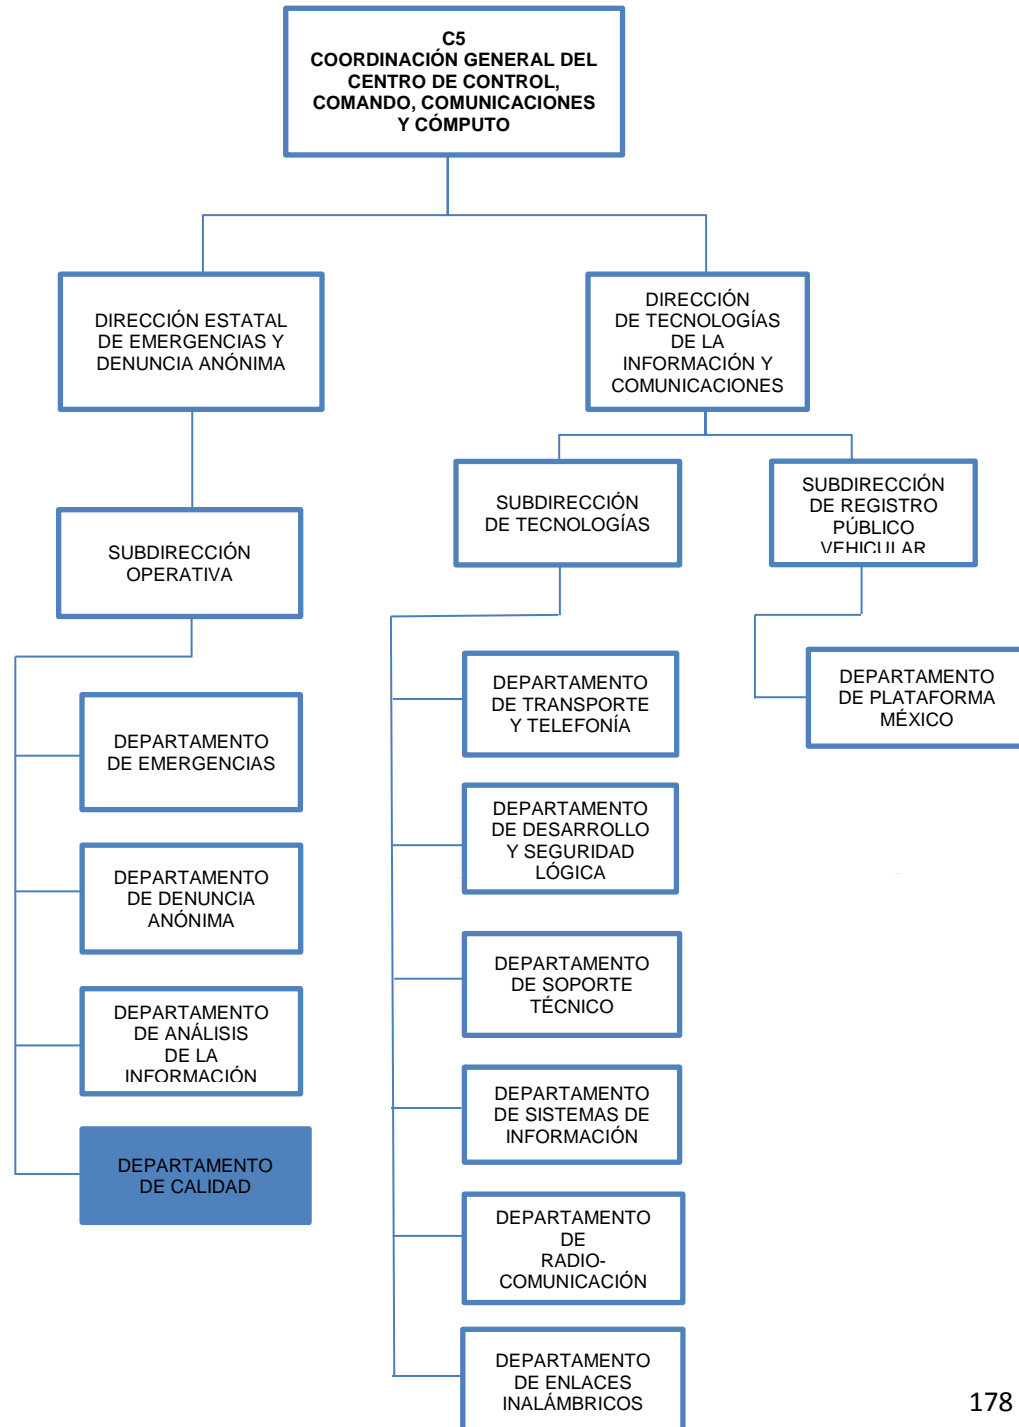 C5
COORDINACIÓN GENERAL DEL
CENTRO DE CONTROL,
COMANDO, COMUNICACIONES
Y CÓMPUTO
DIRECCIÓN ESTATAL
DE EMERGENCIAS Y
DENUNCIA ANÓNIMA
DIRECCIÓN
DE TECNOLOGÍAS
DE LA
INFORMACIÓN Y
COMUNICACIONES
SUBDIRECCIÓN
OPERATIVA
SUBDIRECCIÓN
DE TECNOLOGÍAS
SUBDIRECCIÓN
DE REGISTRO
PÚBLICO
VEHICULAR
DEPARTAMENTO
DE EMERGENCIAS
DEPARTAMENTO
DE DENUNCIA
ANÓNIMA
DEPARTAMENTO
DE ANÁLISIS
DE LA
INFORMACIÓN
DEPARTAMENTO
DE CALIDAD
DEPARTAMENTO
DE TRANSPORTE
Y TELEFONÍA
DEPARTAMENTO
DE DESARROLLO
Y SEGURIDAD
LÓGICA
DEPARTAMENTO
DE SOPORTE
TÉCNICO
DEPARTAMENTO
DE SISTEMAS DE
INFORMACIÓN
DEPARTAMENTO
DE
RADIO-
COMUNICACIÓN
DEPARTAMENTO
DE ENLACES
INALÁMBRICOS
DEPARTAMENTO
DE PLATAFORMA
MÉXICO
178